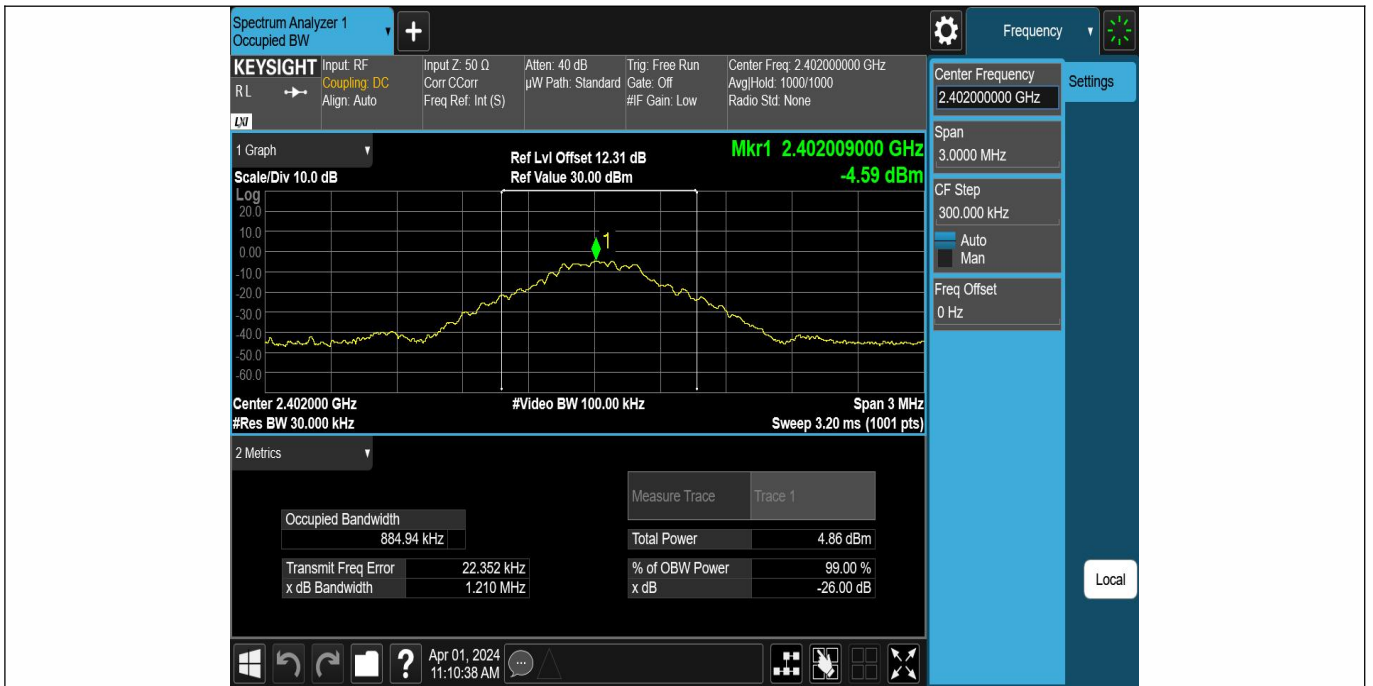 Spectrum Analyzer 1
Occupied BW
+
Frequency
KEYSIGHT
RL
LXI
Input: RF
Coupling: DC
Align: Auto
Input Z: 50 Ω
Corr CCorr
Freq Ref: Int (S)
Atten: 40 dB
µW Path: Standard
Trig: Free Run
Gate: Off
#IF Gain: Low
Center Freq: 2.402000000 GHz
Avg|Hold: 1000/1000
Radio Std: None
Center Frequency
2.402000000 GHz
Settings
Span
3.0000 MHz
CF Step
300.000 kHz
Auto
Man
Freq Offset
0 Hz
Local
1 Graph
Scale/Div 10.0 dB
Ref Lvl Offset 12.31 dB
Ref Value 30.00 dBm
Mkr1 2.402009000 GHz
-4.59 dBm
Log
20.0
10.0
0.00
-10.0
-20.0
-30.0
-40.0
-50.0
-60.0
1
Center 2.402000 GHz
#Video BW 100.00 kHz
Span 3 MHz
#Res BW 30.000 kHz
Sweep 3.20 ms (1001 pts)
2 Metrics
Measure Trace Trace 1
Occupied Bandwidth
884.94 kHz
Total Power 4.86 dBm
Transmit Freq Error 22.352 kHz
% of OBW Power 99.00 %
x dB Bandwidth 1.210 MHz
x dB -26.00 dB
?
Apr 01, 2024
11:10:38 AM